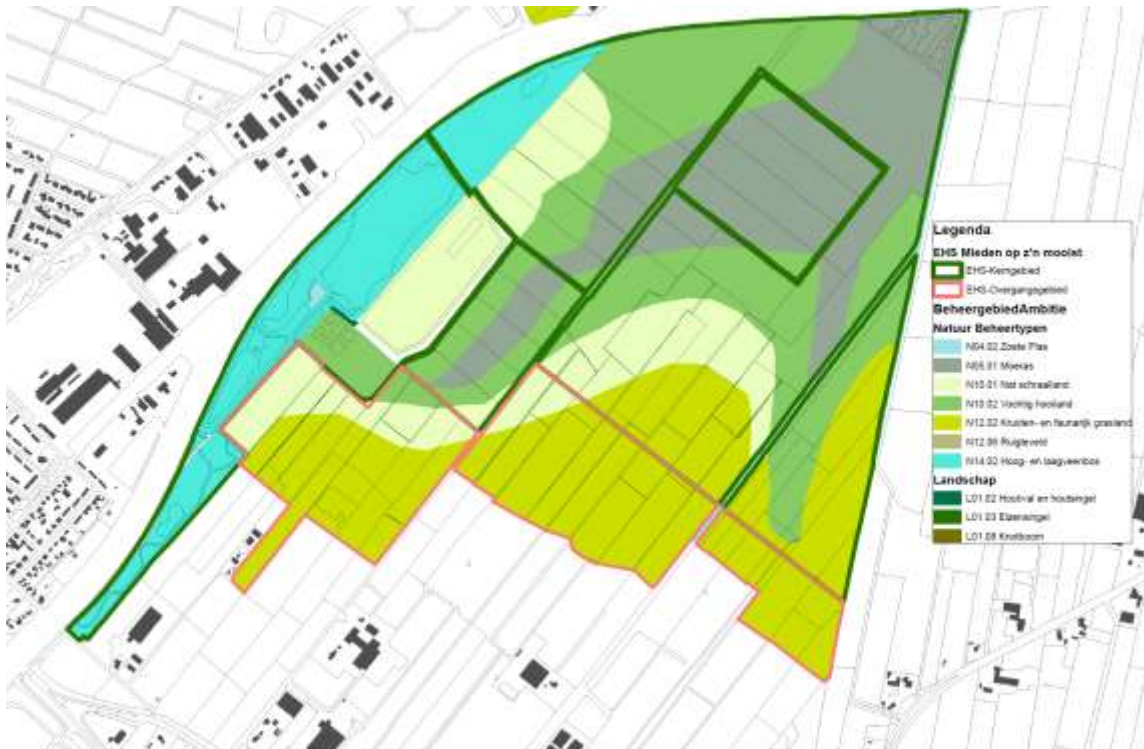 Legenda
EHS Mieden op z'n mooist
EHS-Kerngebied
EHS-Overgangsgebied
BeheergebiedAmbitie
Natuur Beheertypen
N04.02 Zoete Plas
N05.01 Moeras
N10.01 Nat schraalland
N10.02 Vochtig hooiland
N12.02 Kruiden- en faunarijk grasland
N12.06 Ruigteveld
N14.02 Hoog- en laagveenbos
Landschap
L01.02 Houtwal en houtsingel
L01.03 Elzensingel
L01.08 Knotboom